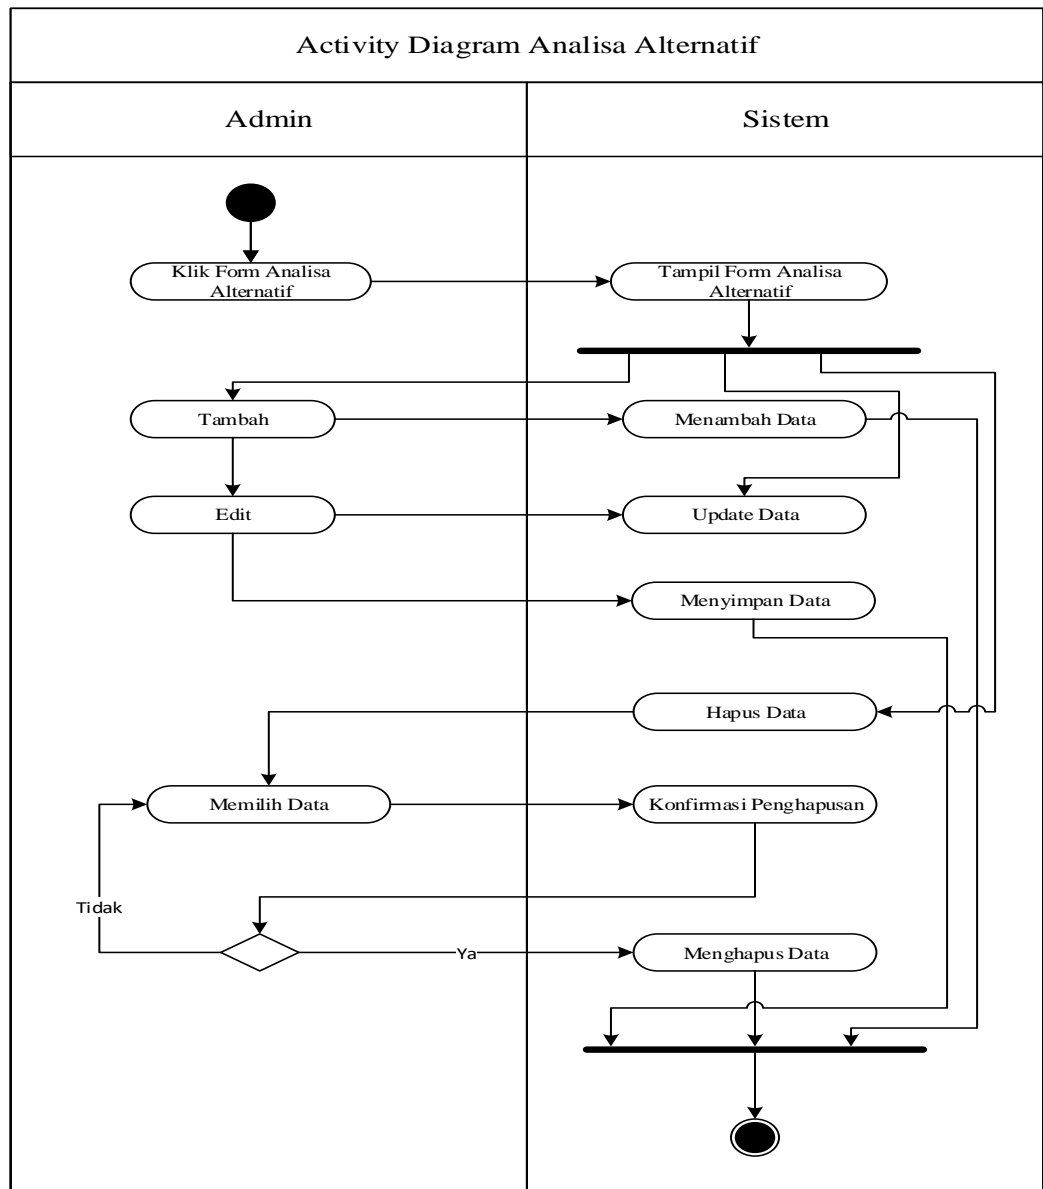 Activity Diagram Analisa Alternatif
Admin
Sistem
Klik Form Analisa
Alternatif
Tampil Form Analisa
Alternatif
Tambah
Menambah Data
Edit
Update Data
Menyimpan Data
Hapus Data
Memilih Data
Konfirmasi Penghapusan
Tidak
Ya
Menghapus Data